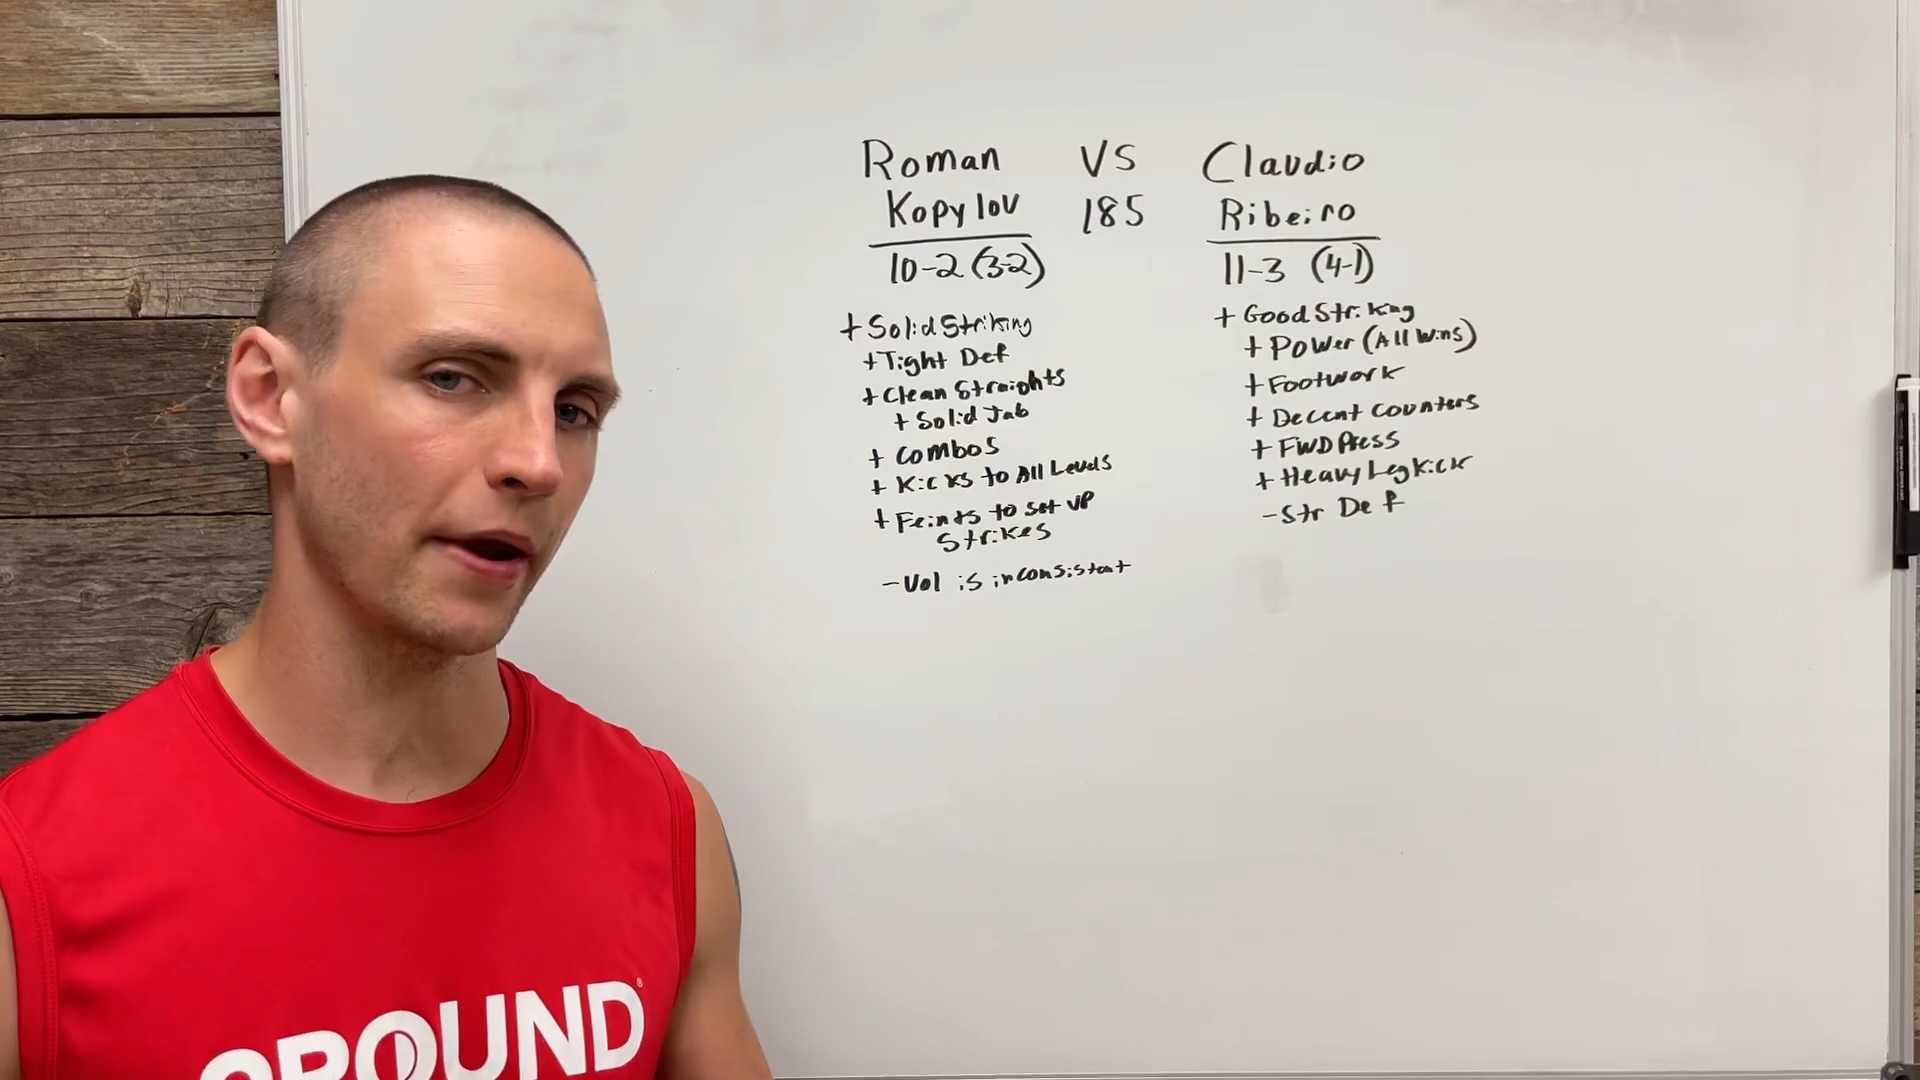 Roman VS Claudio
Kopylov 185 Ribeiro
10-2 (3-2)
11-3 (4-1)
+ Solid Striking
+ Tight Def
+ Clean Straights
+ Solid Jab
+ Combos
+ Kicks to All Levels
+ Feints to set up
Strikes
- Vol is inconsistent
+ Good Striking
+ Power (All Wins)
+ Footwork
+ Decent Counters
+ FWD Press
+ Heavy Leg Kick
- Str Def
GROUND